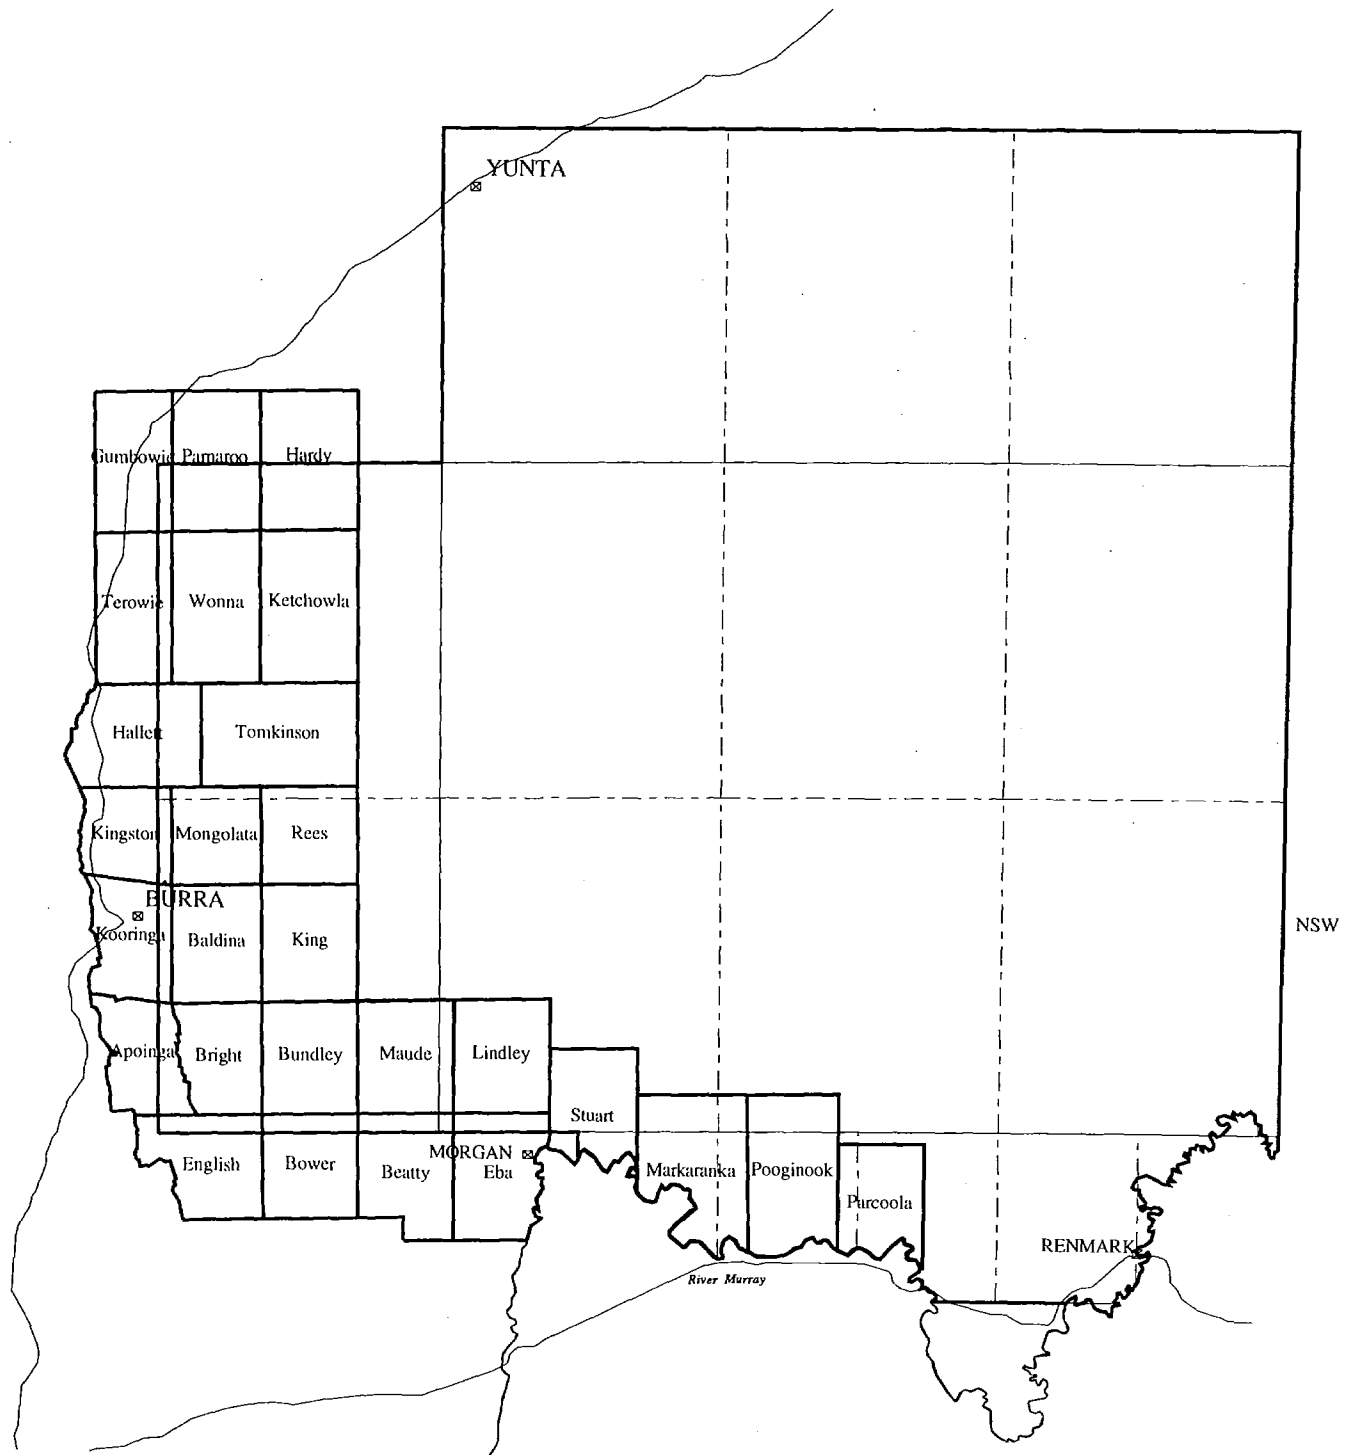 YUNTA
Gumbowie Parnaroo Hardy
Terowie Wonna Ketchowla
Hallett Tomkinson
Kingston Mongolata Rees
BURRA
NSW
Kooringa Baldina King
Apoinga Bright Bundley Maude Lindley
Stuart
MORGAN
English Bower Beatty Eba Markaranka Pooginook
Parcoola
RENMARK
River Murray